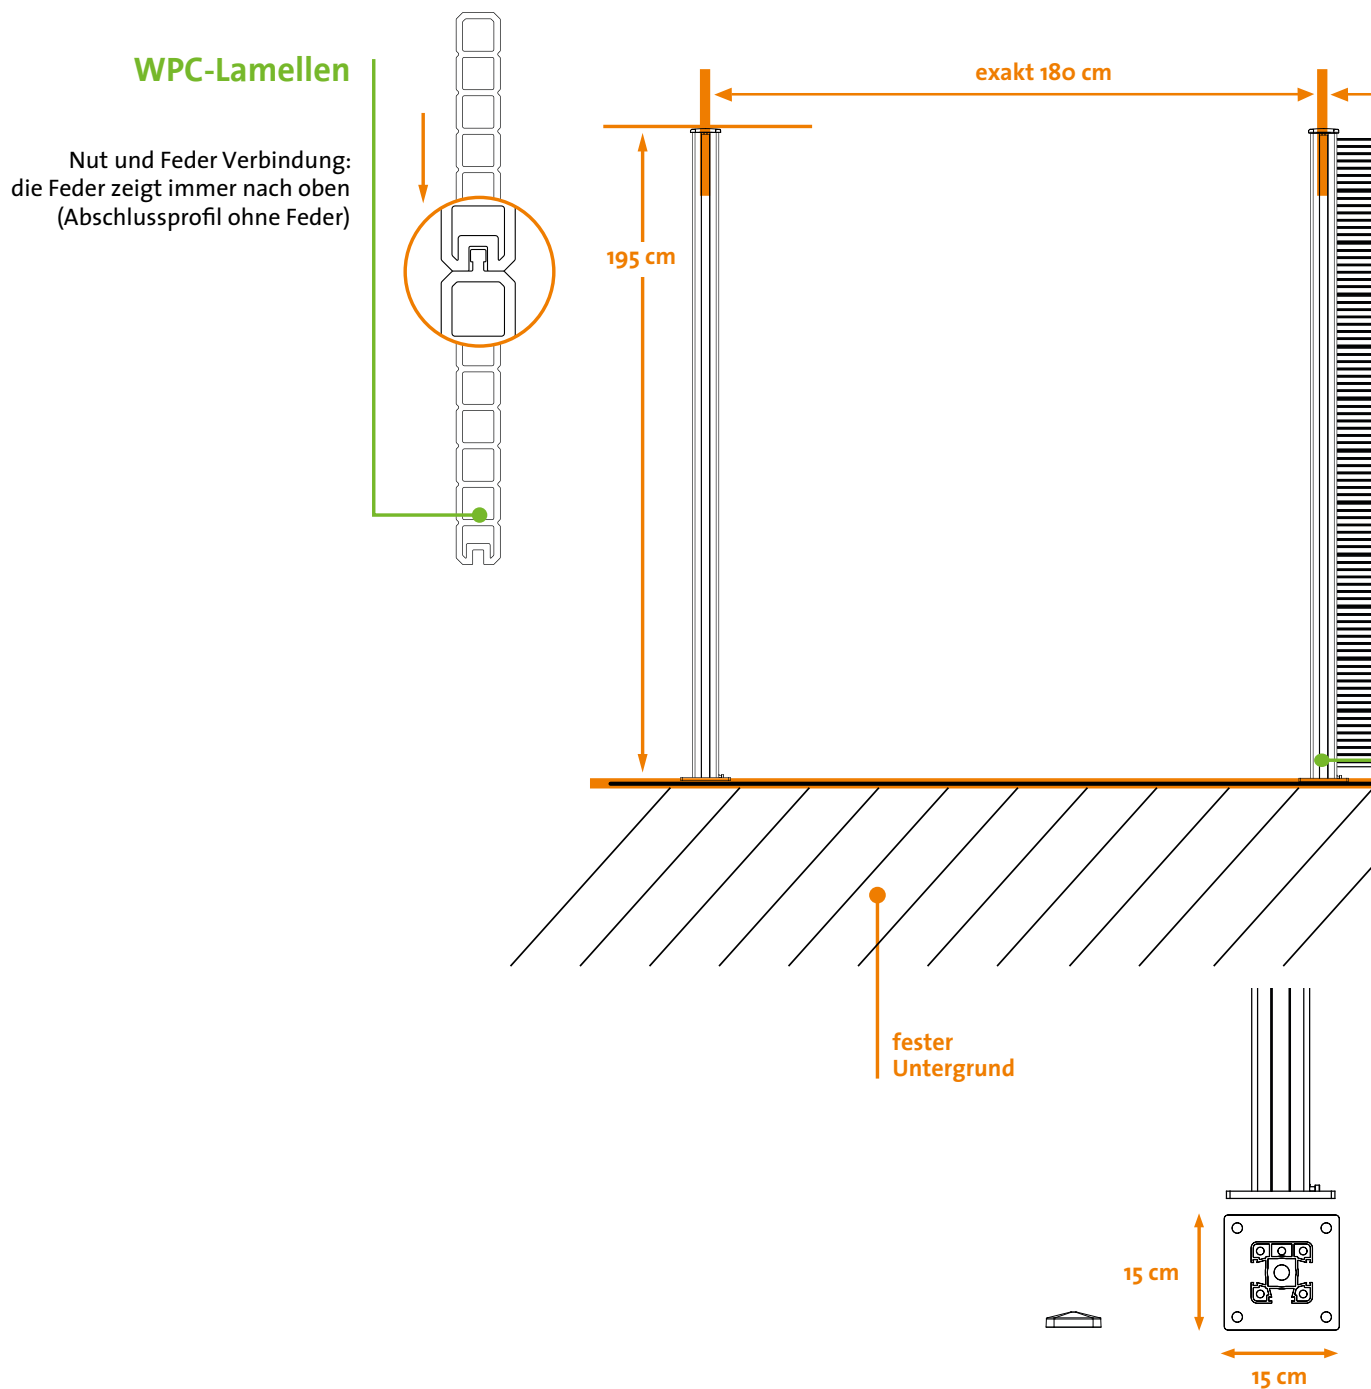 WPC-Lamellen
Nut und Feder Verbindung:
die Feder zeigt immer nach oben
(Abschlussprofil ohne Feder)
exakt 180 cm
195 cm
fester
Untergrund
15 cm
15 cm